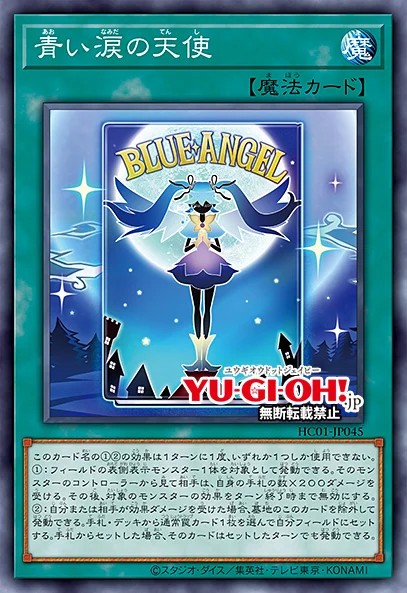 青い涙の天使
【魔法カード】
BLUE★ANGEL
ユウギオウドットジェイピー
YU-GI-OH!.jp
無断転載禁止
HC01-JP045
このカード名の①②の効果は1ターンに1度、いずれか1つしか使用できない。
①：フィールドの表側表示モンスター1体を対象として発動できる。そのモン
スターのコントローラーから見て相手は、自身の手札の数×200ダメージを
受ける。その後、対象のモンスターの効果をターン終了時まで無効にする。
②：自分または相手が効果ダメージを受けた場合、墓地のこのカードを除外して
発動できる。手札・デッキから通常罠カード1枚を選んで自分フィールドにセット
する。手札からセットした場合、そのカードはセットしたターンでも発動できる。
©スタジオ・ダイス／集英社・テレビ東京・KONAMI